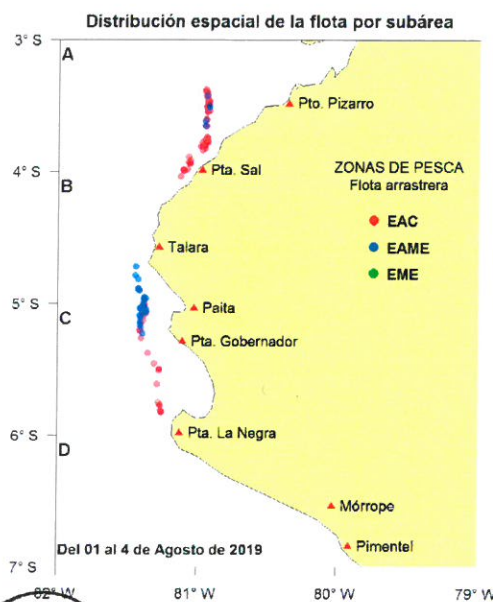 Distribución espacial de la flota por subárea
3° S
A
Pto. Pizarro
4° S
Pta. Sal
ZONAS DE PESCA
Flota arrastrera
B
EAC
EAME
EME
Talara
5° S
C
Paita
Pta. Gobernador
6° S
D
Pta. La Negra
Mórrope
Del 01 al 4 de Agosto de 2019
Pimentel
7° S
82° W
81° W
80° W
79° W